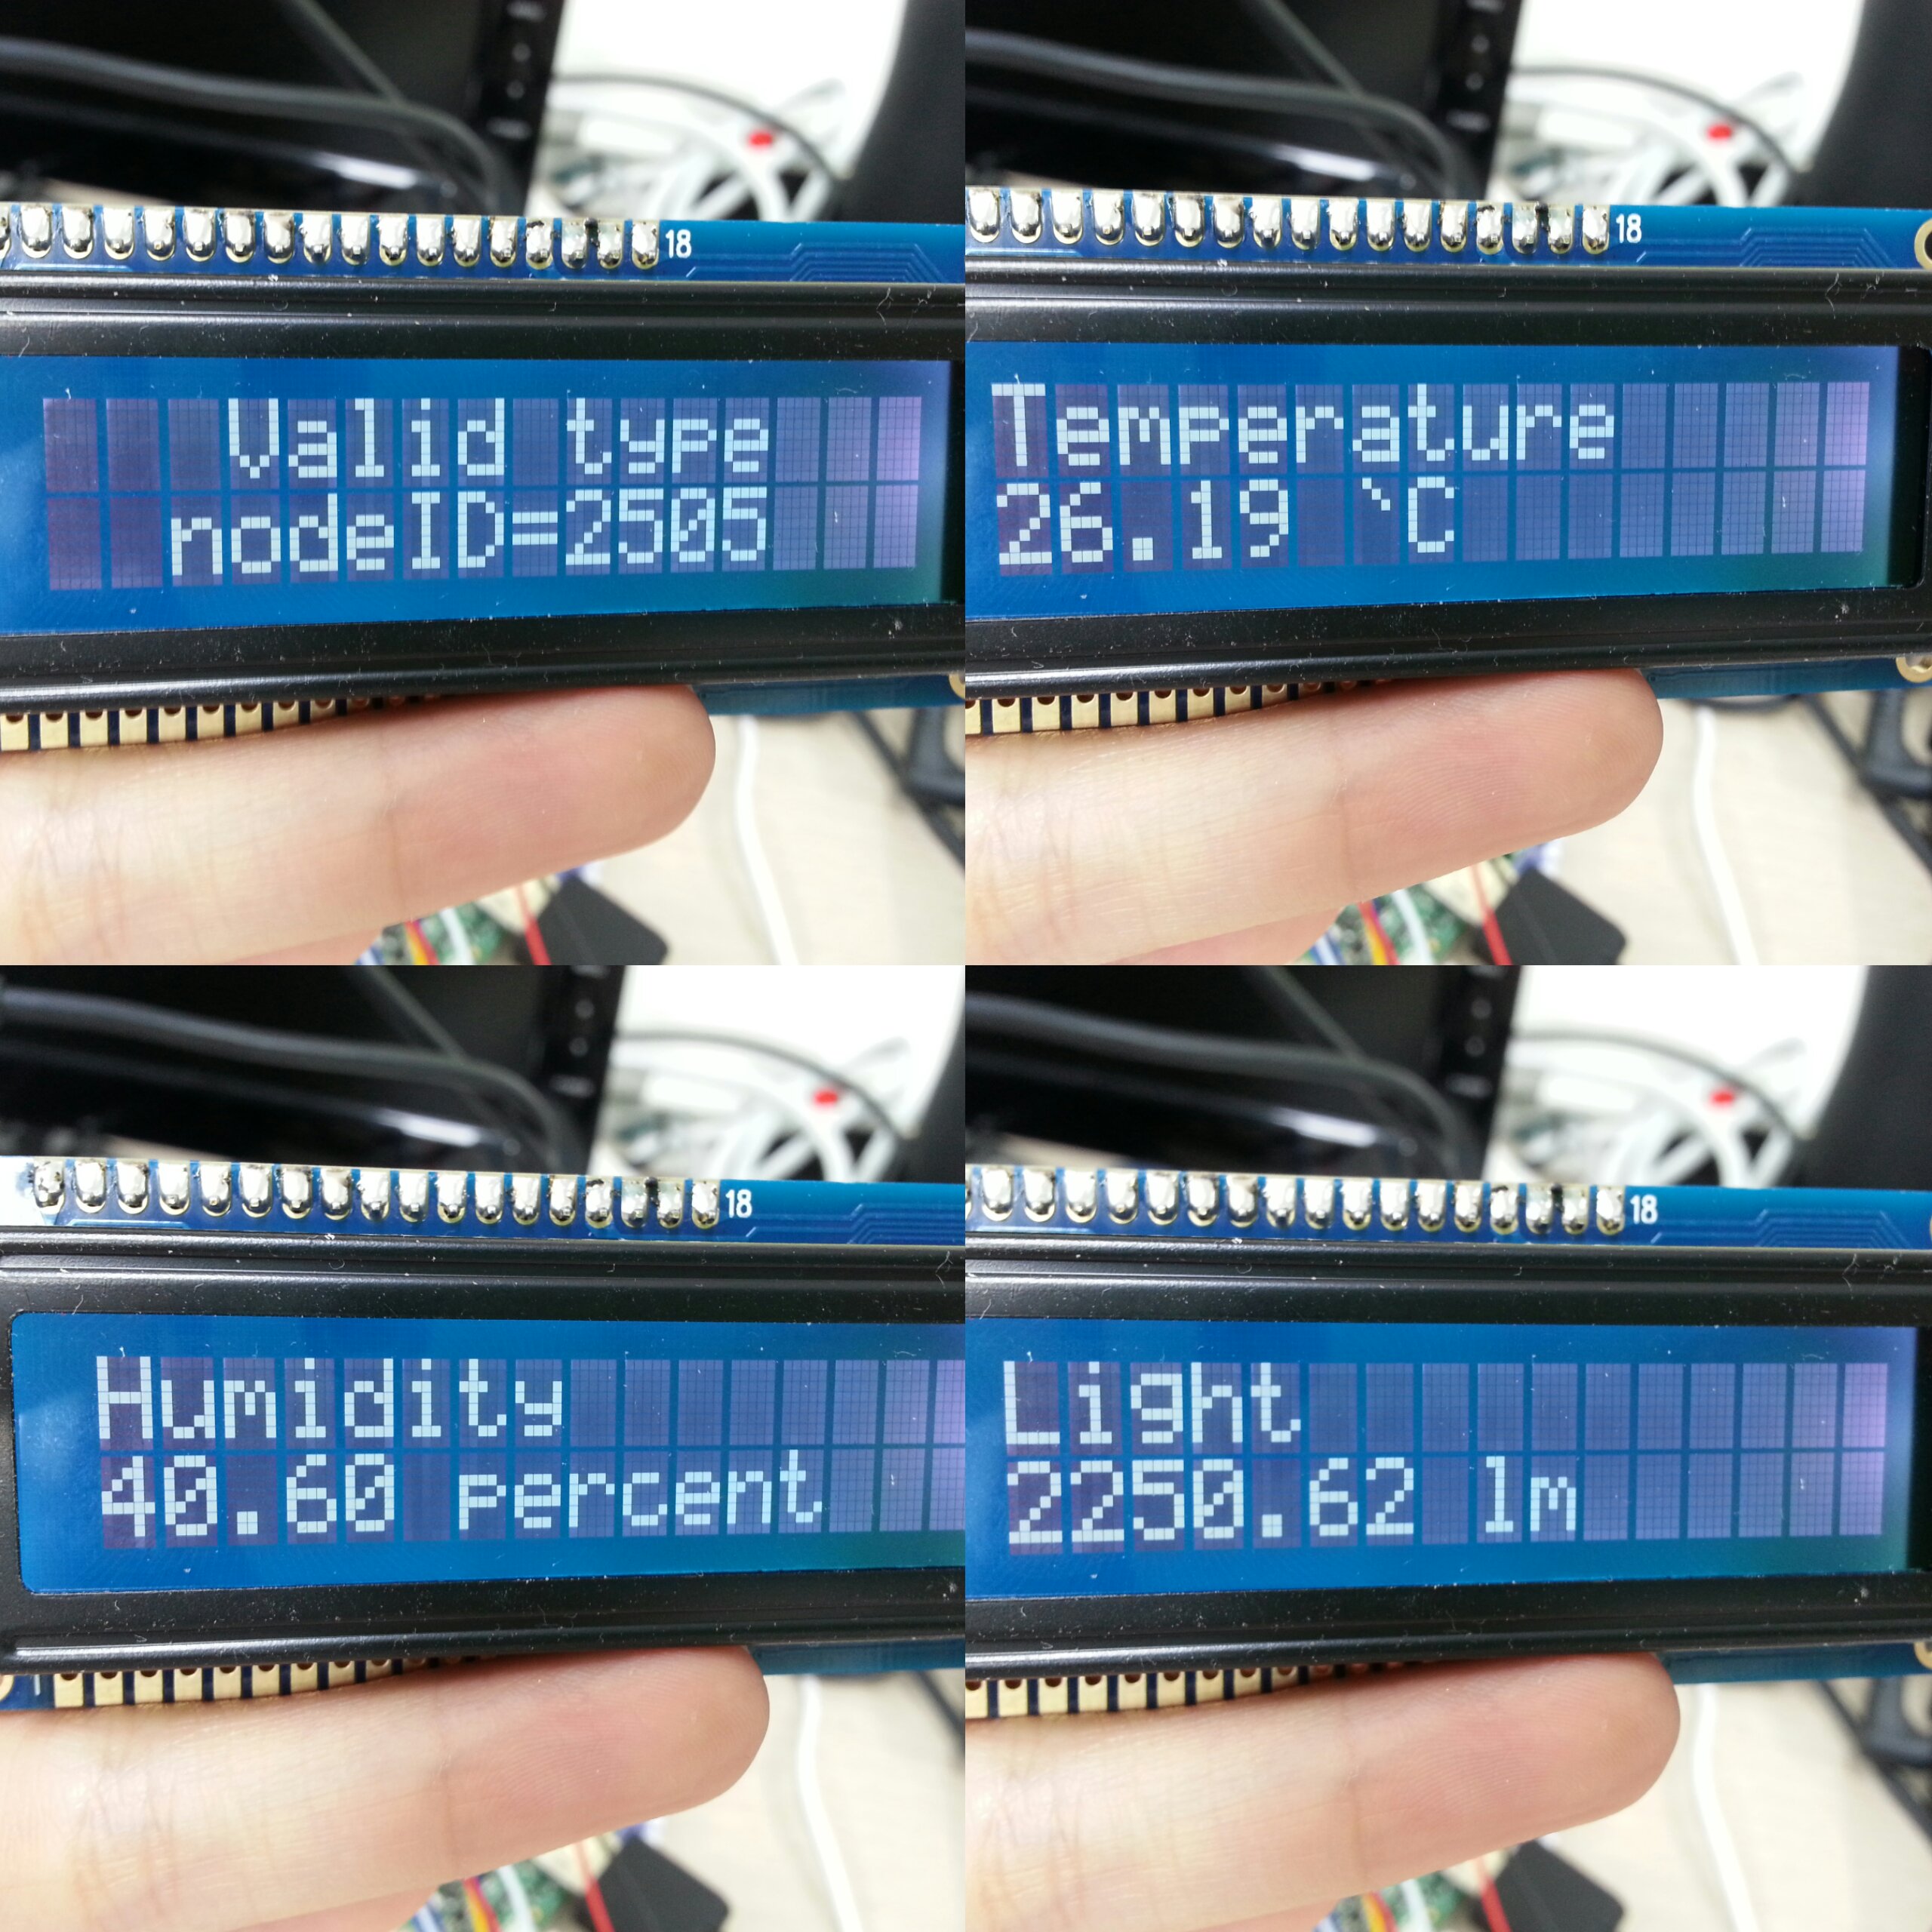 18
Valid type
nodeID=2505
18
Temperature
26.19 `C
18
Humidity
40.60 percent
18
Light
2250.62 lm